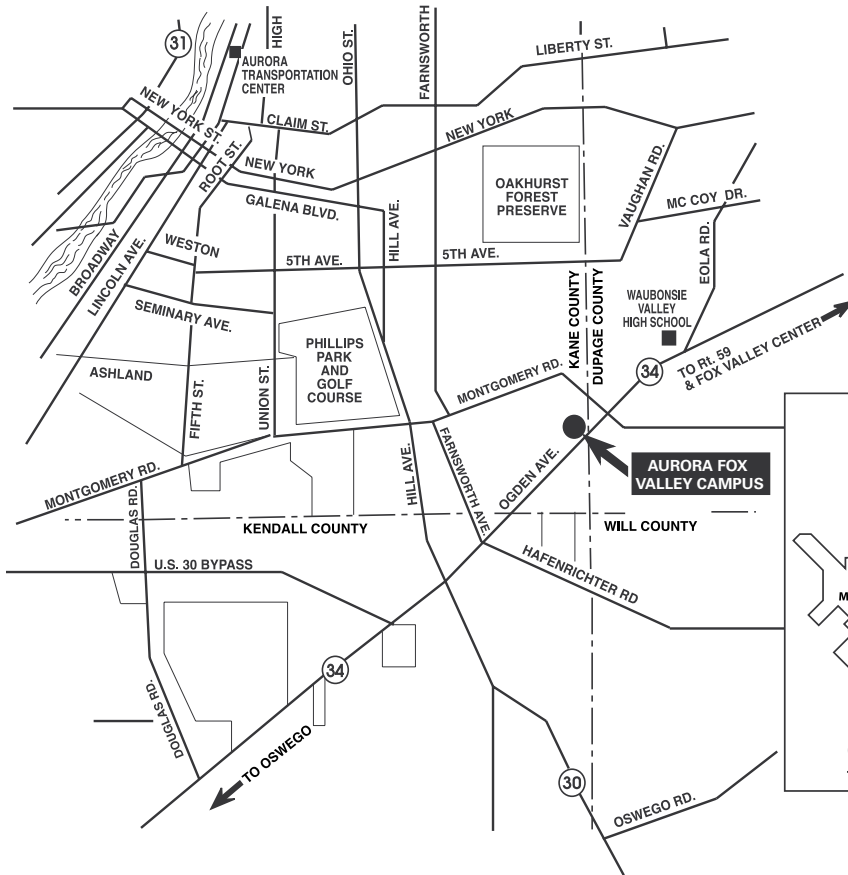 31
HIGH
OHIO ST.
FARNSWORTH
LIBERTY ST.
AURORA
TRANSPORTATION
CENTER
NEW YORK ST.
CLAIM ST.
NEW YORK
ROOT ST.
NEW YORK
VAUGHAN RD.
OAKHURST
FOREST
PRESERVE
MC COY DR.
GALENA BLVD.
HILL AVE.
EOLA RD.
BROADWAY
LINCOLN AVE.
WESTON
5TH AVE.
5TH AVE.
SEMINARY AVE.
WAUBONSIE
VALLEY
HIGH SCHOOL
KANE COUNTY
DUPAGE COUNTY
PHILLIPS
PARK
AND
GOLF
COURSE
ASHLAND
FIFTH ST.
UNION ST.
MONTGOMERY RD.
34
TO Rt. 59
& FOX VALLEY CENTER
MONTGOMERY RD.
DOUGLAS RD.
HILL AVE.
FARNSWORTH AVE.
OGDEN AVE.
AURORA FOX
VALLEY CAMPUS
KENDALL COUNTY
WILL COUNTY
U.S. 30 BYPASS
HAFENRICHTER RD
M
34
DOUGLAS RD.
TO OSWEGO
30
OSWEGO RD.